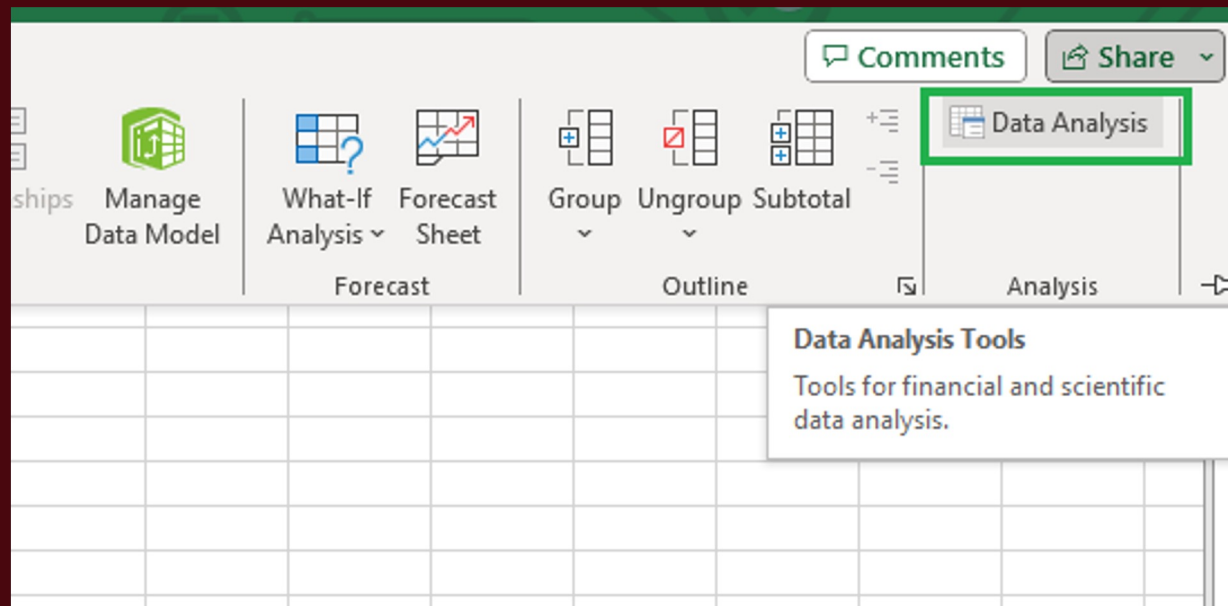 Comments
Share
Data Analysis
ships
Manage
Data Model
What-If
Analysis
Forecast
Sheet
Group
Ungroup
Subtotal
Forecast
Outline
Analysis
Data Analysis Tools
Tools for financial and scientific
data analysis.